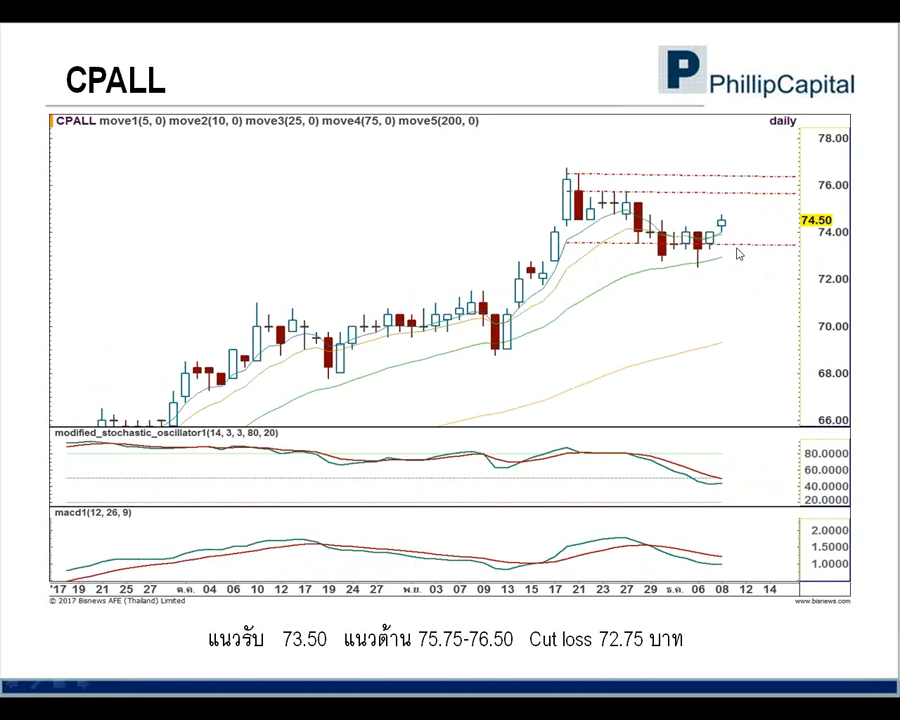 CPALL
PhillipCapital
CPALL move1(5, 0) move2(10, 0) move3(25, 0) move4(75, 0) move5(200, 0) daily
78.00
76.00
74.50
74.00
72.00
70.00
68.00
66.00
modified_stochastic_oscillator1(14, 3, 3, 80, 20)
80.0000
60.0000
40.0000
20.0000
macd1(12, 26, 9)
2.0000
1.5000
1.0000
'17 19 21 25 27 ต.ค. 04 06 10 12 17 19 24 27 พ.ย. 03 07 09 13 15 17 21 23 27 29 ธ.ค. 06 08 12 14
© 2017 Bisnews AFE (Thailand) Limited www.bisnews.com
แนวรับ 73.50 แนวต้าน 75.75-76.50 Cut loss 72.75 บาท